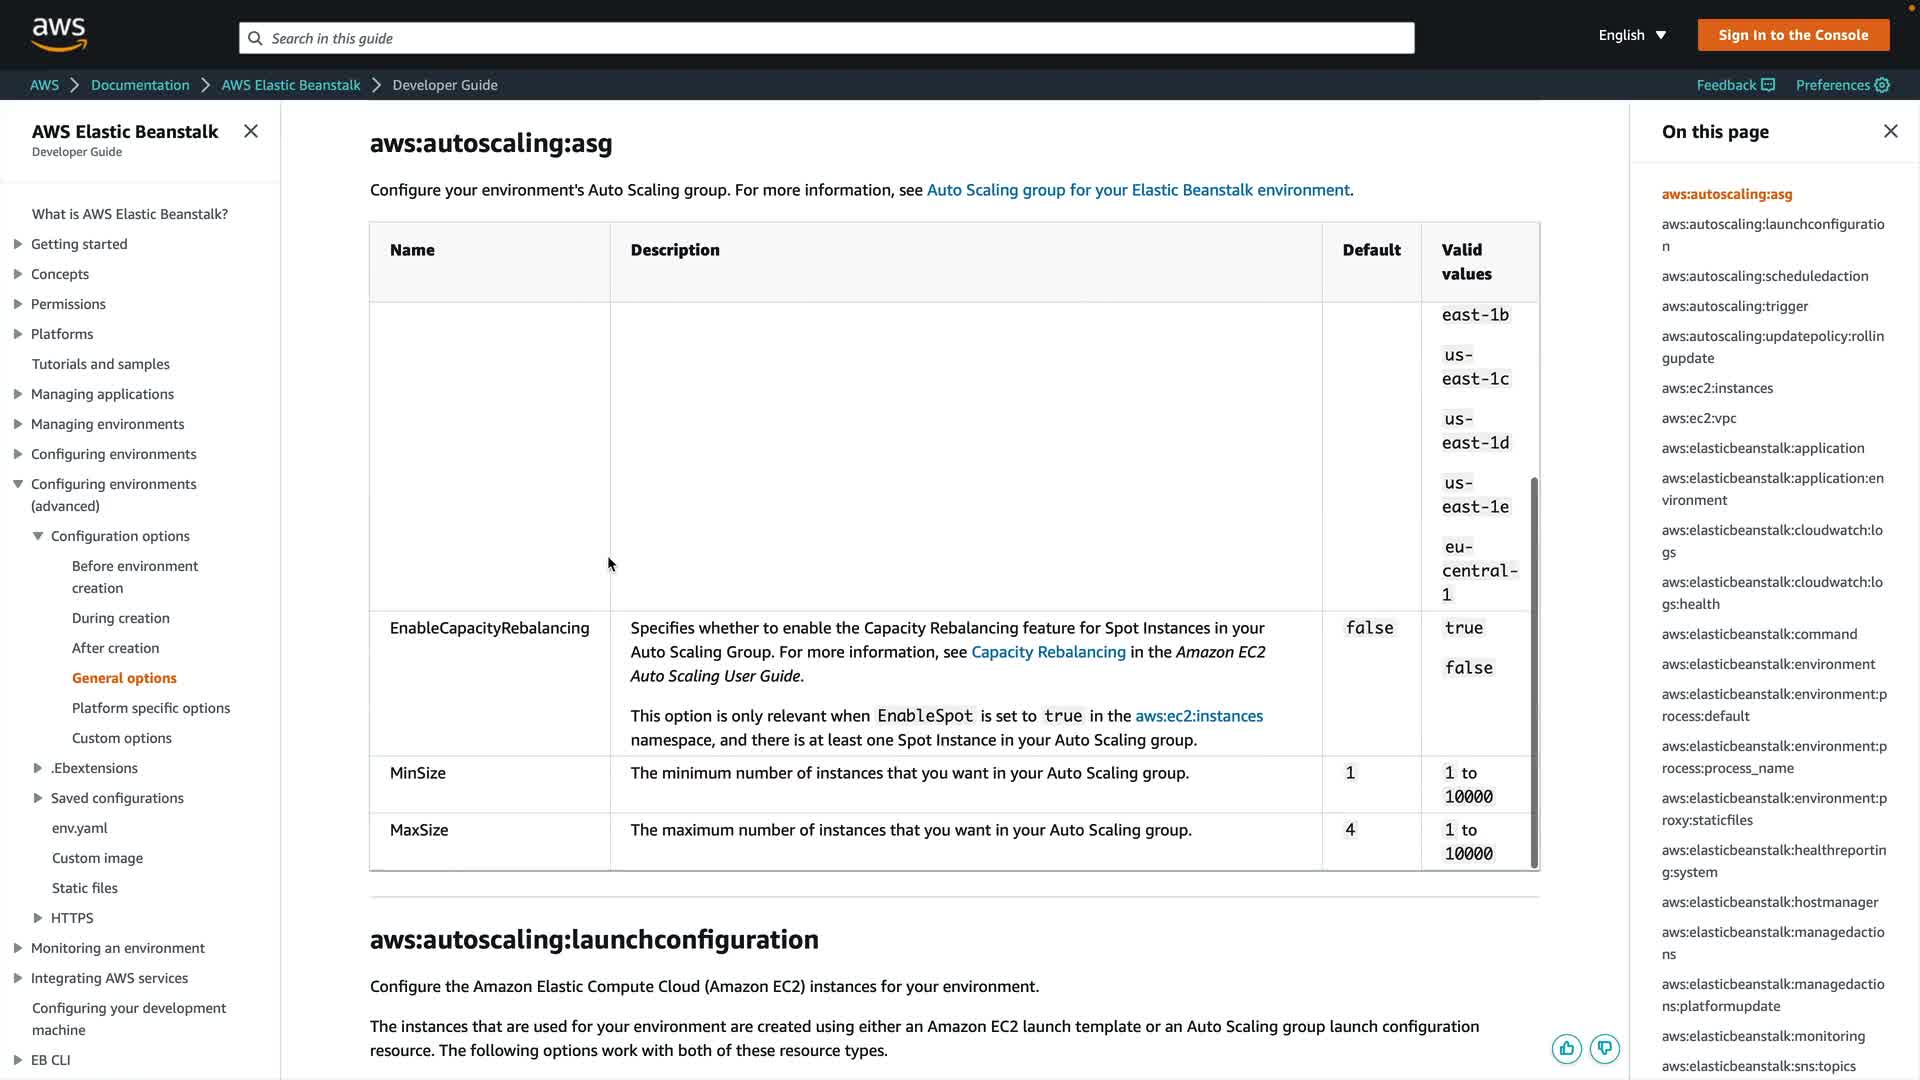 aws
Search in this guide
English
Sign In to the Console
AWS
Documentation
AWS Elastic Beanstalk
Developer Guide
Feedback
Preferences
AWS Elastic Beanstalk
Developer Guide
What is AWS Elastic Beanstalk?
Getting started
Concepts
Permissions
Platforms
Tutorials and samples
Managing applications
Managing environments
Configuring environments
Configuring environments
(advanced)
Configuration options
Before environment
creation
During creation
After creation
General options
Platform specific options
Custom options
.Ebextensions
Saved configurations
env.yaml
Custom image
Static files
HTTPS
Monitoring an environment
Integrating AWS services
Configuring your development
machine
EB CLI
aws:autoscaling:asg
Configure your environment's Auto Scaling group. For more information, see Auto Scaling group for your Elastic Beanstalk environment.
Name
Description
Default
Valid
values
east-1b
us-
east-1c
us-
east-1d
us-
east-1e
eu-
central-
1
EnableCapacityRebalancing
Specifies whether to enable the Capacity Rebalancing feature for Spot Instances in your
Auto Scaling Group. For more information, see Capacity Rebalancing in the Amazon EC2
Auto Scaling User Guide.
This option is only relevant when EnableSpot is set to true in the aws:ec2:instances
namespace, and there is at least one Spot Instance in your Auto Scaling group.
false
true
false
MinSize
The minimum number of instances that you want in your Auto Scaling group.
1
1 to
10000
MaxSize
The maximum number of instances that you want in your Auto Scaling group.
4
1 to
10000
aws:autoscaling:launchconfiguration
Configure the Amazon Elastic Compute Cloud (Amazon EC2) instances for your environment.
The instances that are used for your environment are created using either an Amazon EC2 launch template or an Auto Scaling group launch configuration
resource. The following options work with both of these resource types.
On this page
aws:autoscaling:asg
aws:autoscaling:launchconfiguratio
n
aws:autoscaling:scheduledaction
aws:autoscaling:trigger
aws:autoscaling:updatepolicy:rollin
gupdate
aws:ec2:instances
aws:ec2:vpc
aws:elasticbeanstalk:application
aws:elasticbeanstalk:application:en
vironment
aws:elasticbeanstalk:cloudwatch:lo
gs
aws:elasticbeanstalk:cloudwatch:lo
gs:health
aws:elasticbeanstalk:command
aws:elasticbeanstalk:environment
aws:elasticbeanstalk:environment:p
rocess:default
aws:elasticbeanstalk:environment:p
rocess:process_name
aws:elasticbeanstalk:environment:p
roxy:staticfiles
aws:elasticbeanstalk:healthreportin
g:system
aws:elasticbeanstalk:hostmanager
aws:elasticbeanstalk:managedactio
ns
aws:elasticbeanstalk:managedactio
ns:platformupdate
aws:elasticbeanstalk:monitoring
aws:elasticbeanstalk:sns:topics